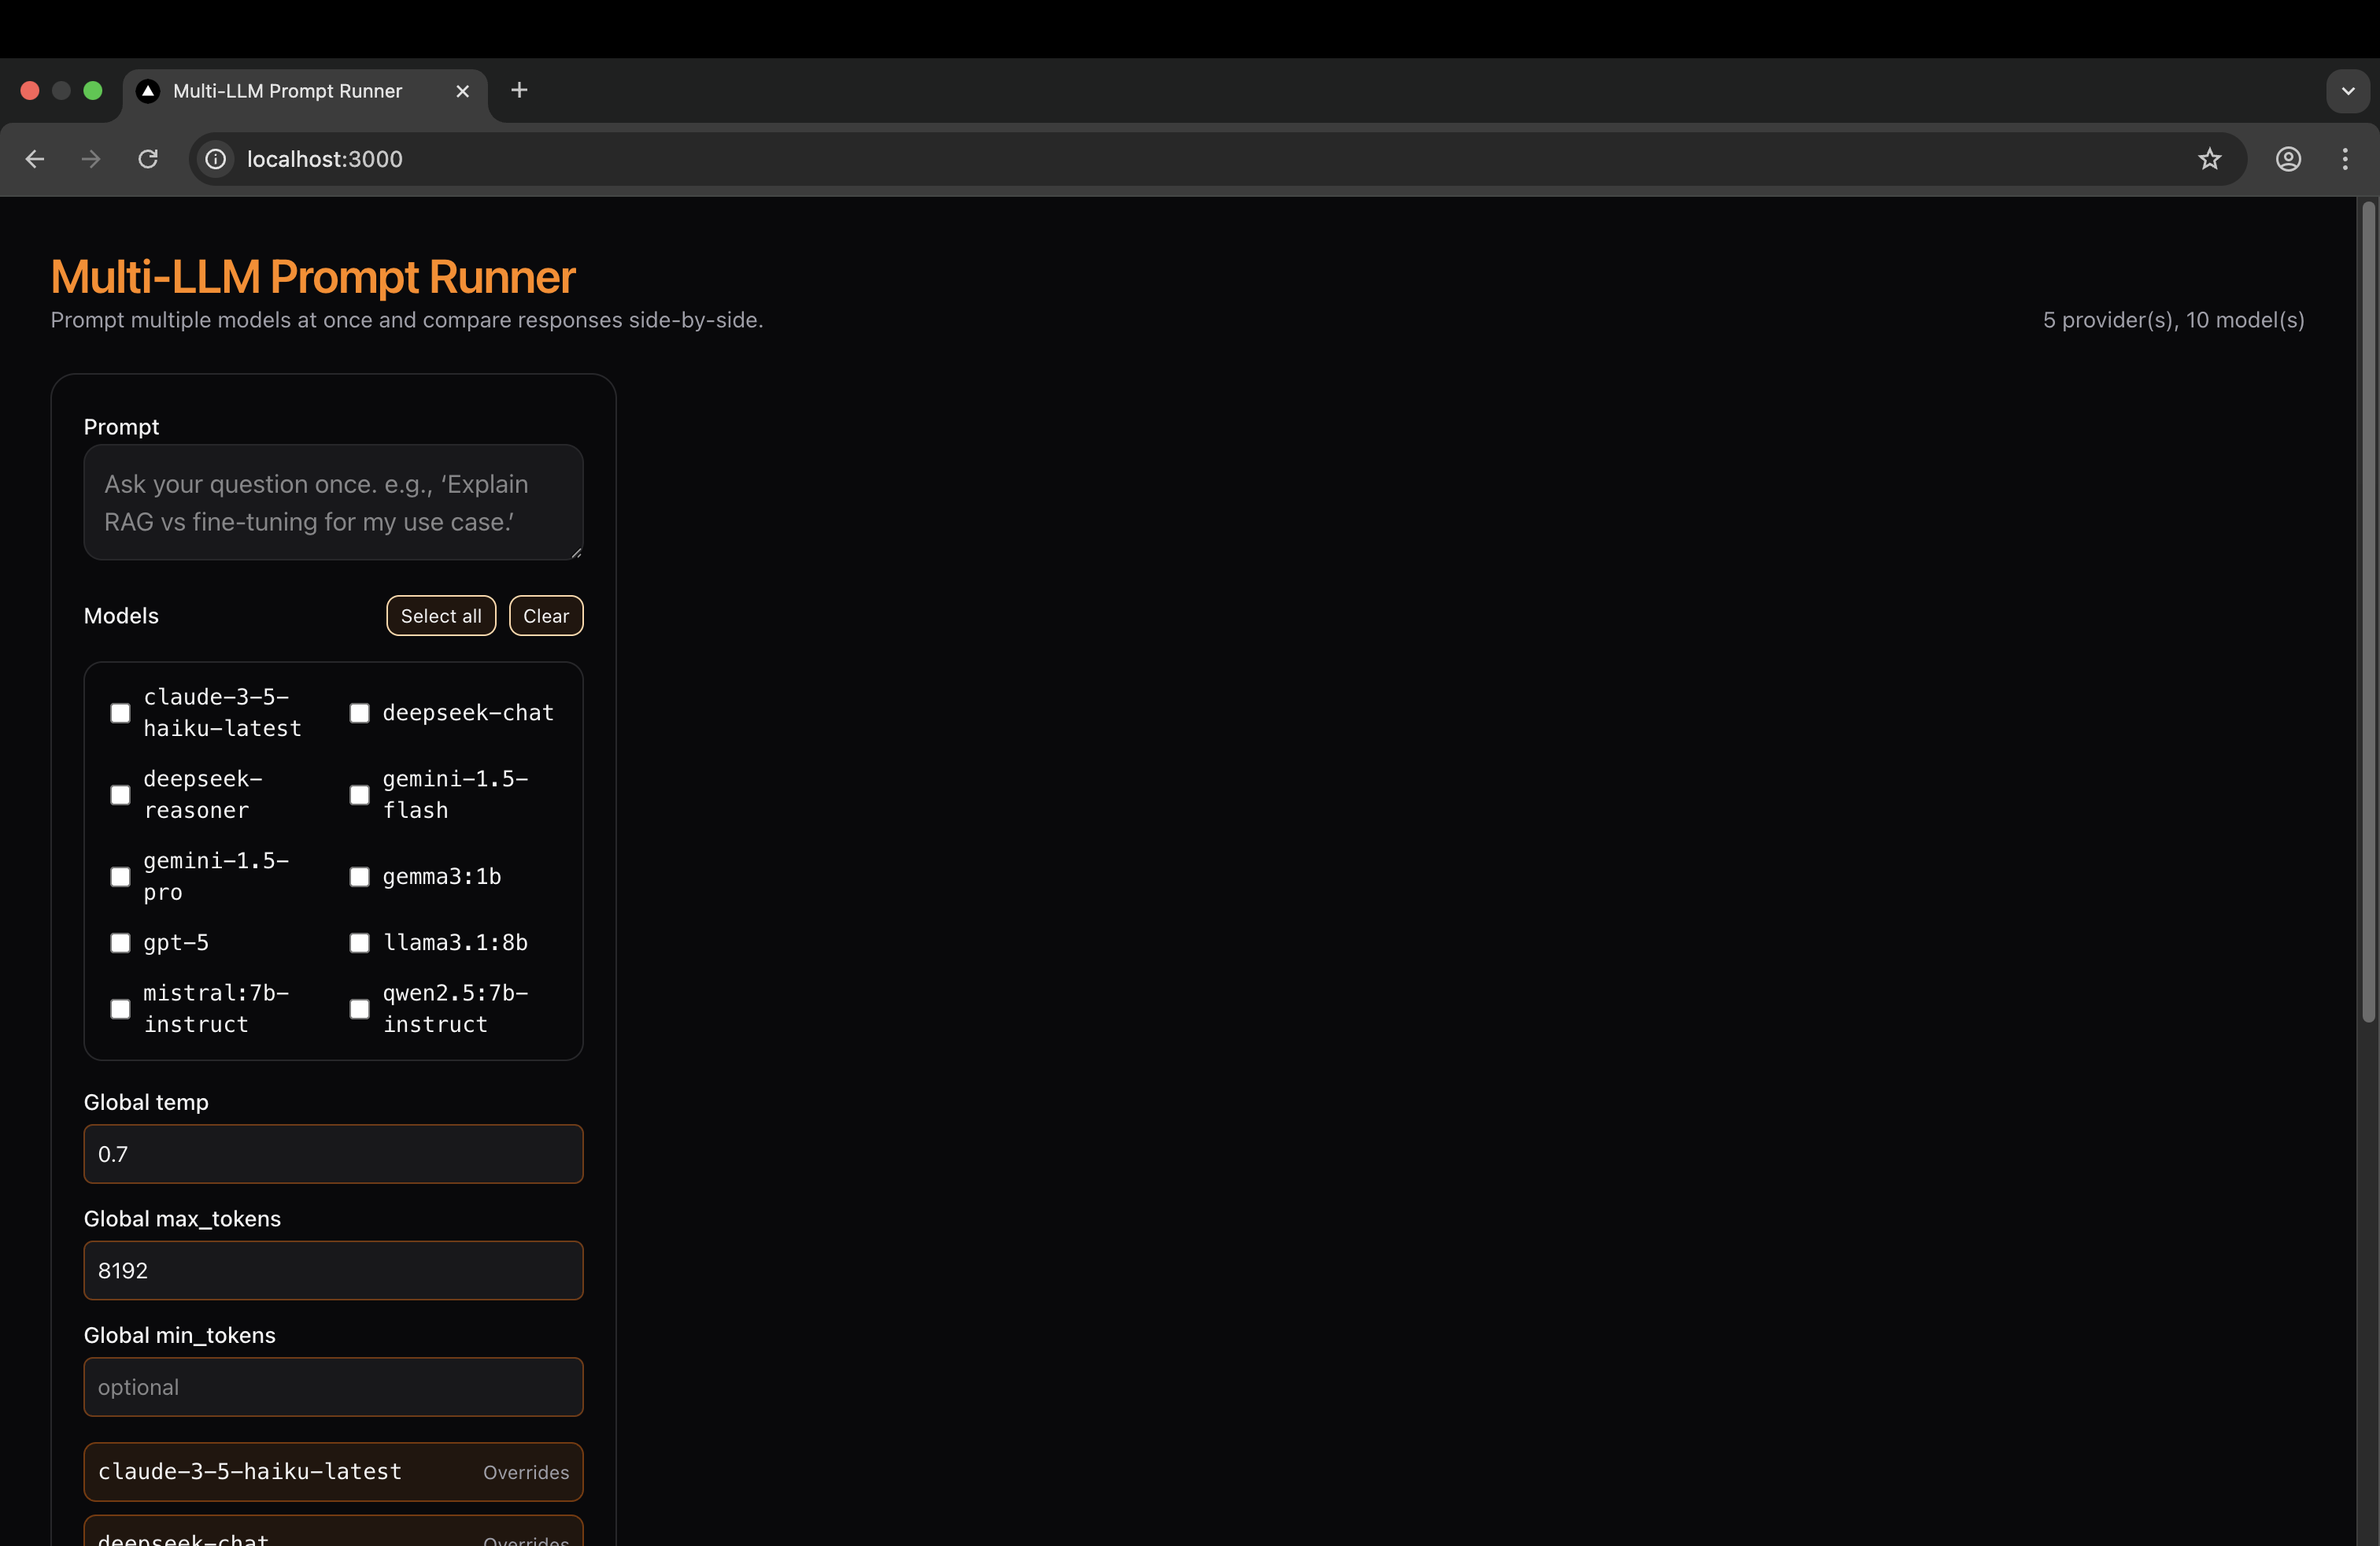 Multi-LLM Prompt Runner
localhost:3000
Multi-LLM Prompt Runner
Prompt multiple models at once and compare responses side-by-side.
5 provider(s), 10 model(s)
Prompt
Ask your question once. e.g., ‘Explain
RAG vs fine-tuning for my use case.’
Models
Select all
Clear
claude-3-5-
haiku-latest
deepseek-chat
deepseek-
reasoner
gemini-1.5-
flash
gemini-1.5-
pro
gemma3:1b
gpt-5
llama3.1:8b
mistral:7b-
instruct
qwen2.5:7b-
instruct
Global temp
0.7
Global max_tokens
8192
Global min_tokens
optional
claude-3-5-haiku-latest
Overrides
deepseek-chat
Overrides